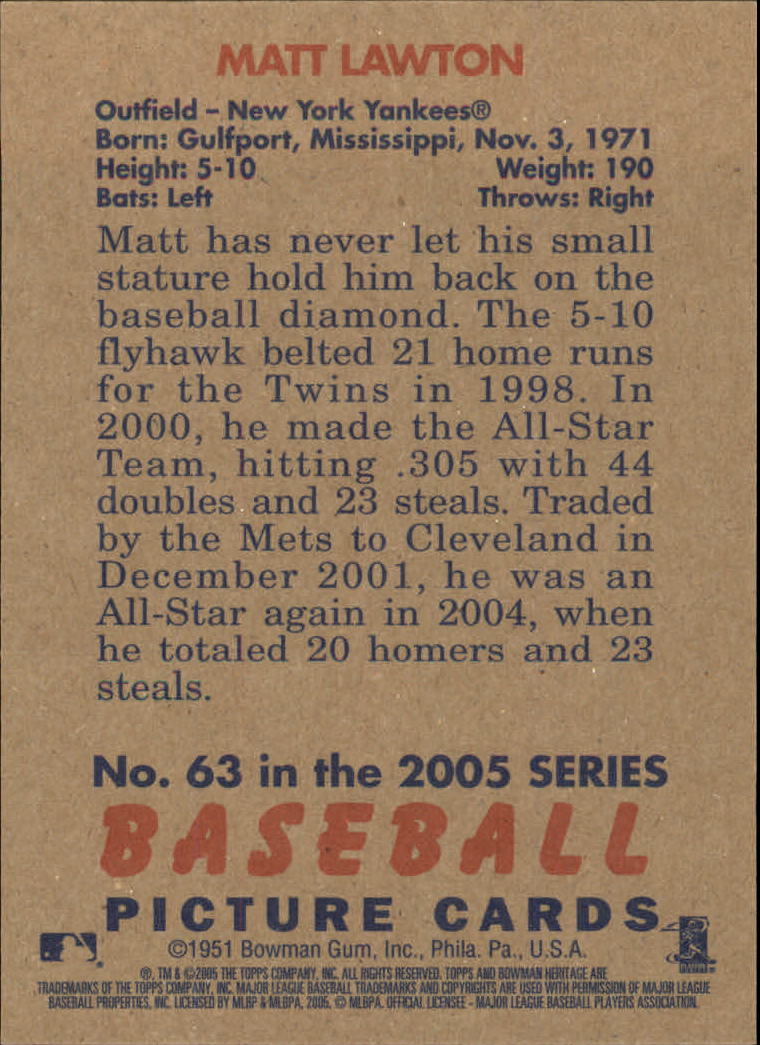 MATT LAWTON
Outfield – New York Yankees®
Born: Gulfport, Mississippi, Nov. 3, 1971
Height: 5-10 Weight: 190
Bats: Left Throws: Right
Matt has never let his small
stature hold him back on the
baseball diamond. The 5-10
flyhawk belted 21 home runs
for the Twins in 1998. In
2000, he made the All-Star
Team, hitting .305 with 44
doubles and 23 steals. Traded
by the Mets to Cleveland in
December 2001, he was an
All-Star again in 2004, when
he totaled 20 homers and 23
steals.
No. 63 in the 2005 SERIES
BASEBALL
PICTURE CARDS
©1951 Bowman Gum, Inc., Phila. Pa., U.S.A.
®, TM & ©2005 THE TOPPS COMPANY, INC. ALL RIGHTS RESERVED. TOPPS AND BOWMAN HERITAGE ARE
TRADEMARKS OF THE TOPPS COMPANY, INC. MAJOR LEAGUE BASEBALL TRADEMARKS AND COPYRIGHTS ARE USED WITH PERMISSION OF MAJOR LEAGUE
BASEBALL PROPERTIES, INC. LICENSED BY MLBP & MLBPA, 2005. © MLBPA. OFFICIAL LICENSEE - MAJOR LEAGUE BASEBALL PLAYERS ASSOCIATION.